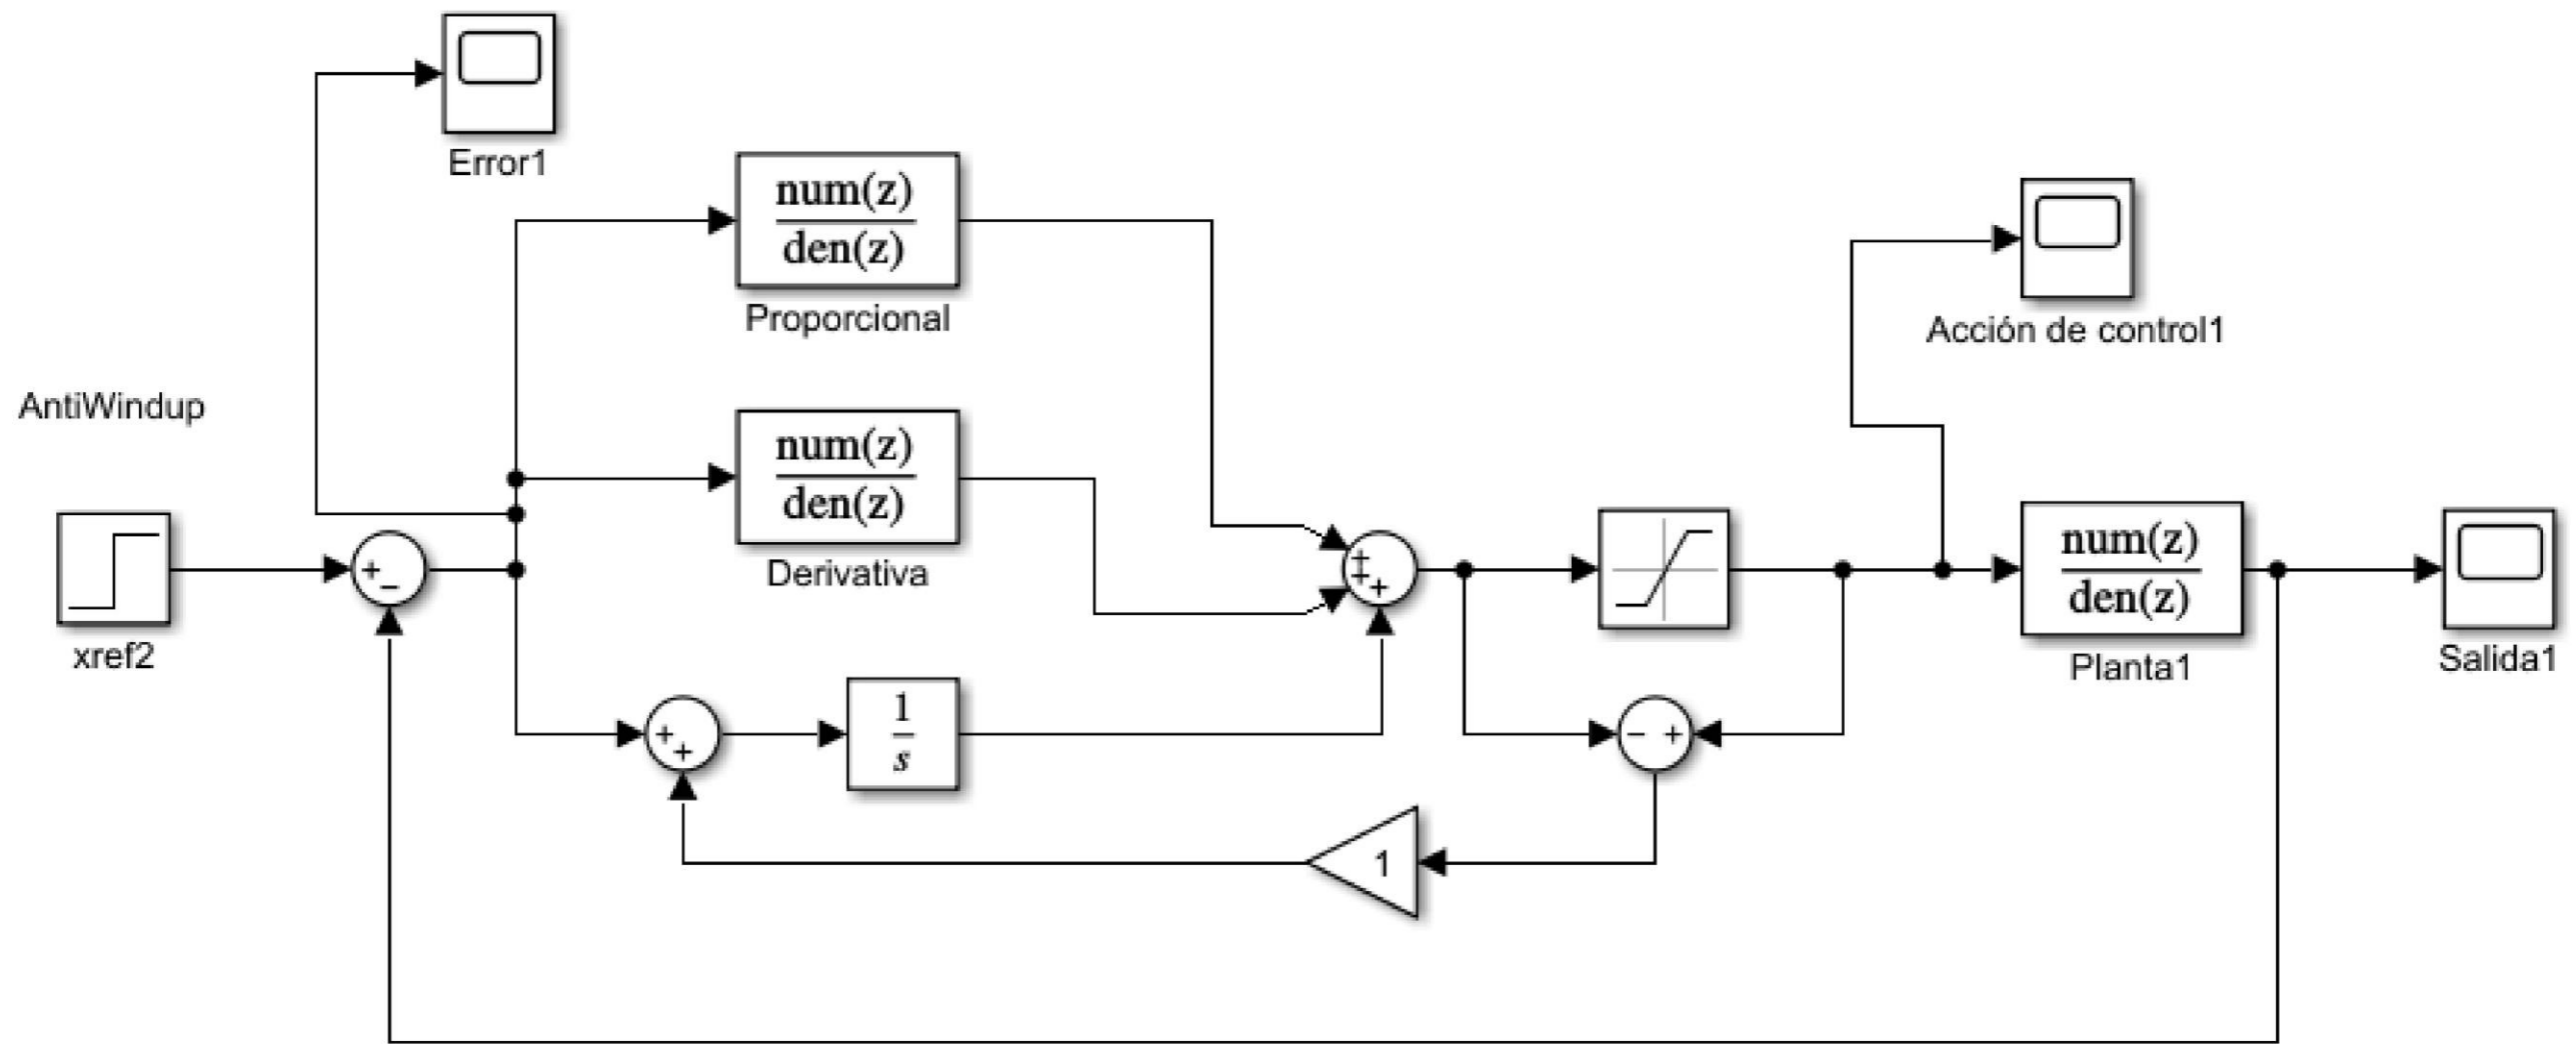 Error1
num(z)
den(z)
Proporcional
Acción de control1
AntiWindup
num(z)
den(z)
Derivativa
xref2
+
−
+
+
+
num(z)
den(z)
Planta1
Salida1
+
+
1
s
− +
1